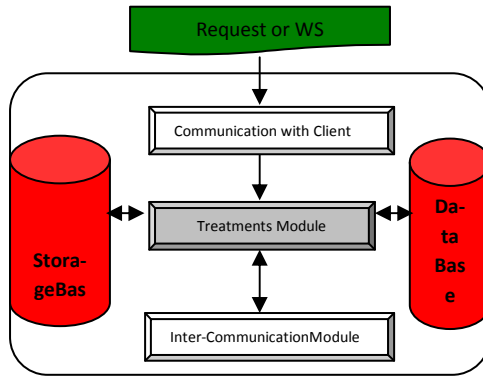 Request or WS
Communication with Client
Treatments Module
Stora-
geBas
Da-
ta
Bas
e
Inter-CommunicationModule